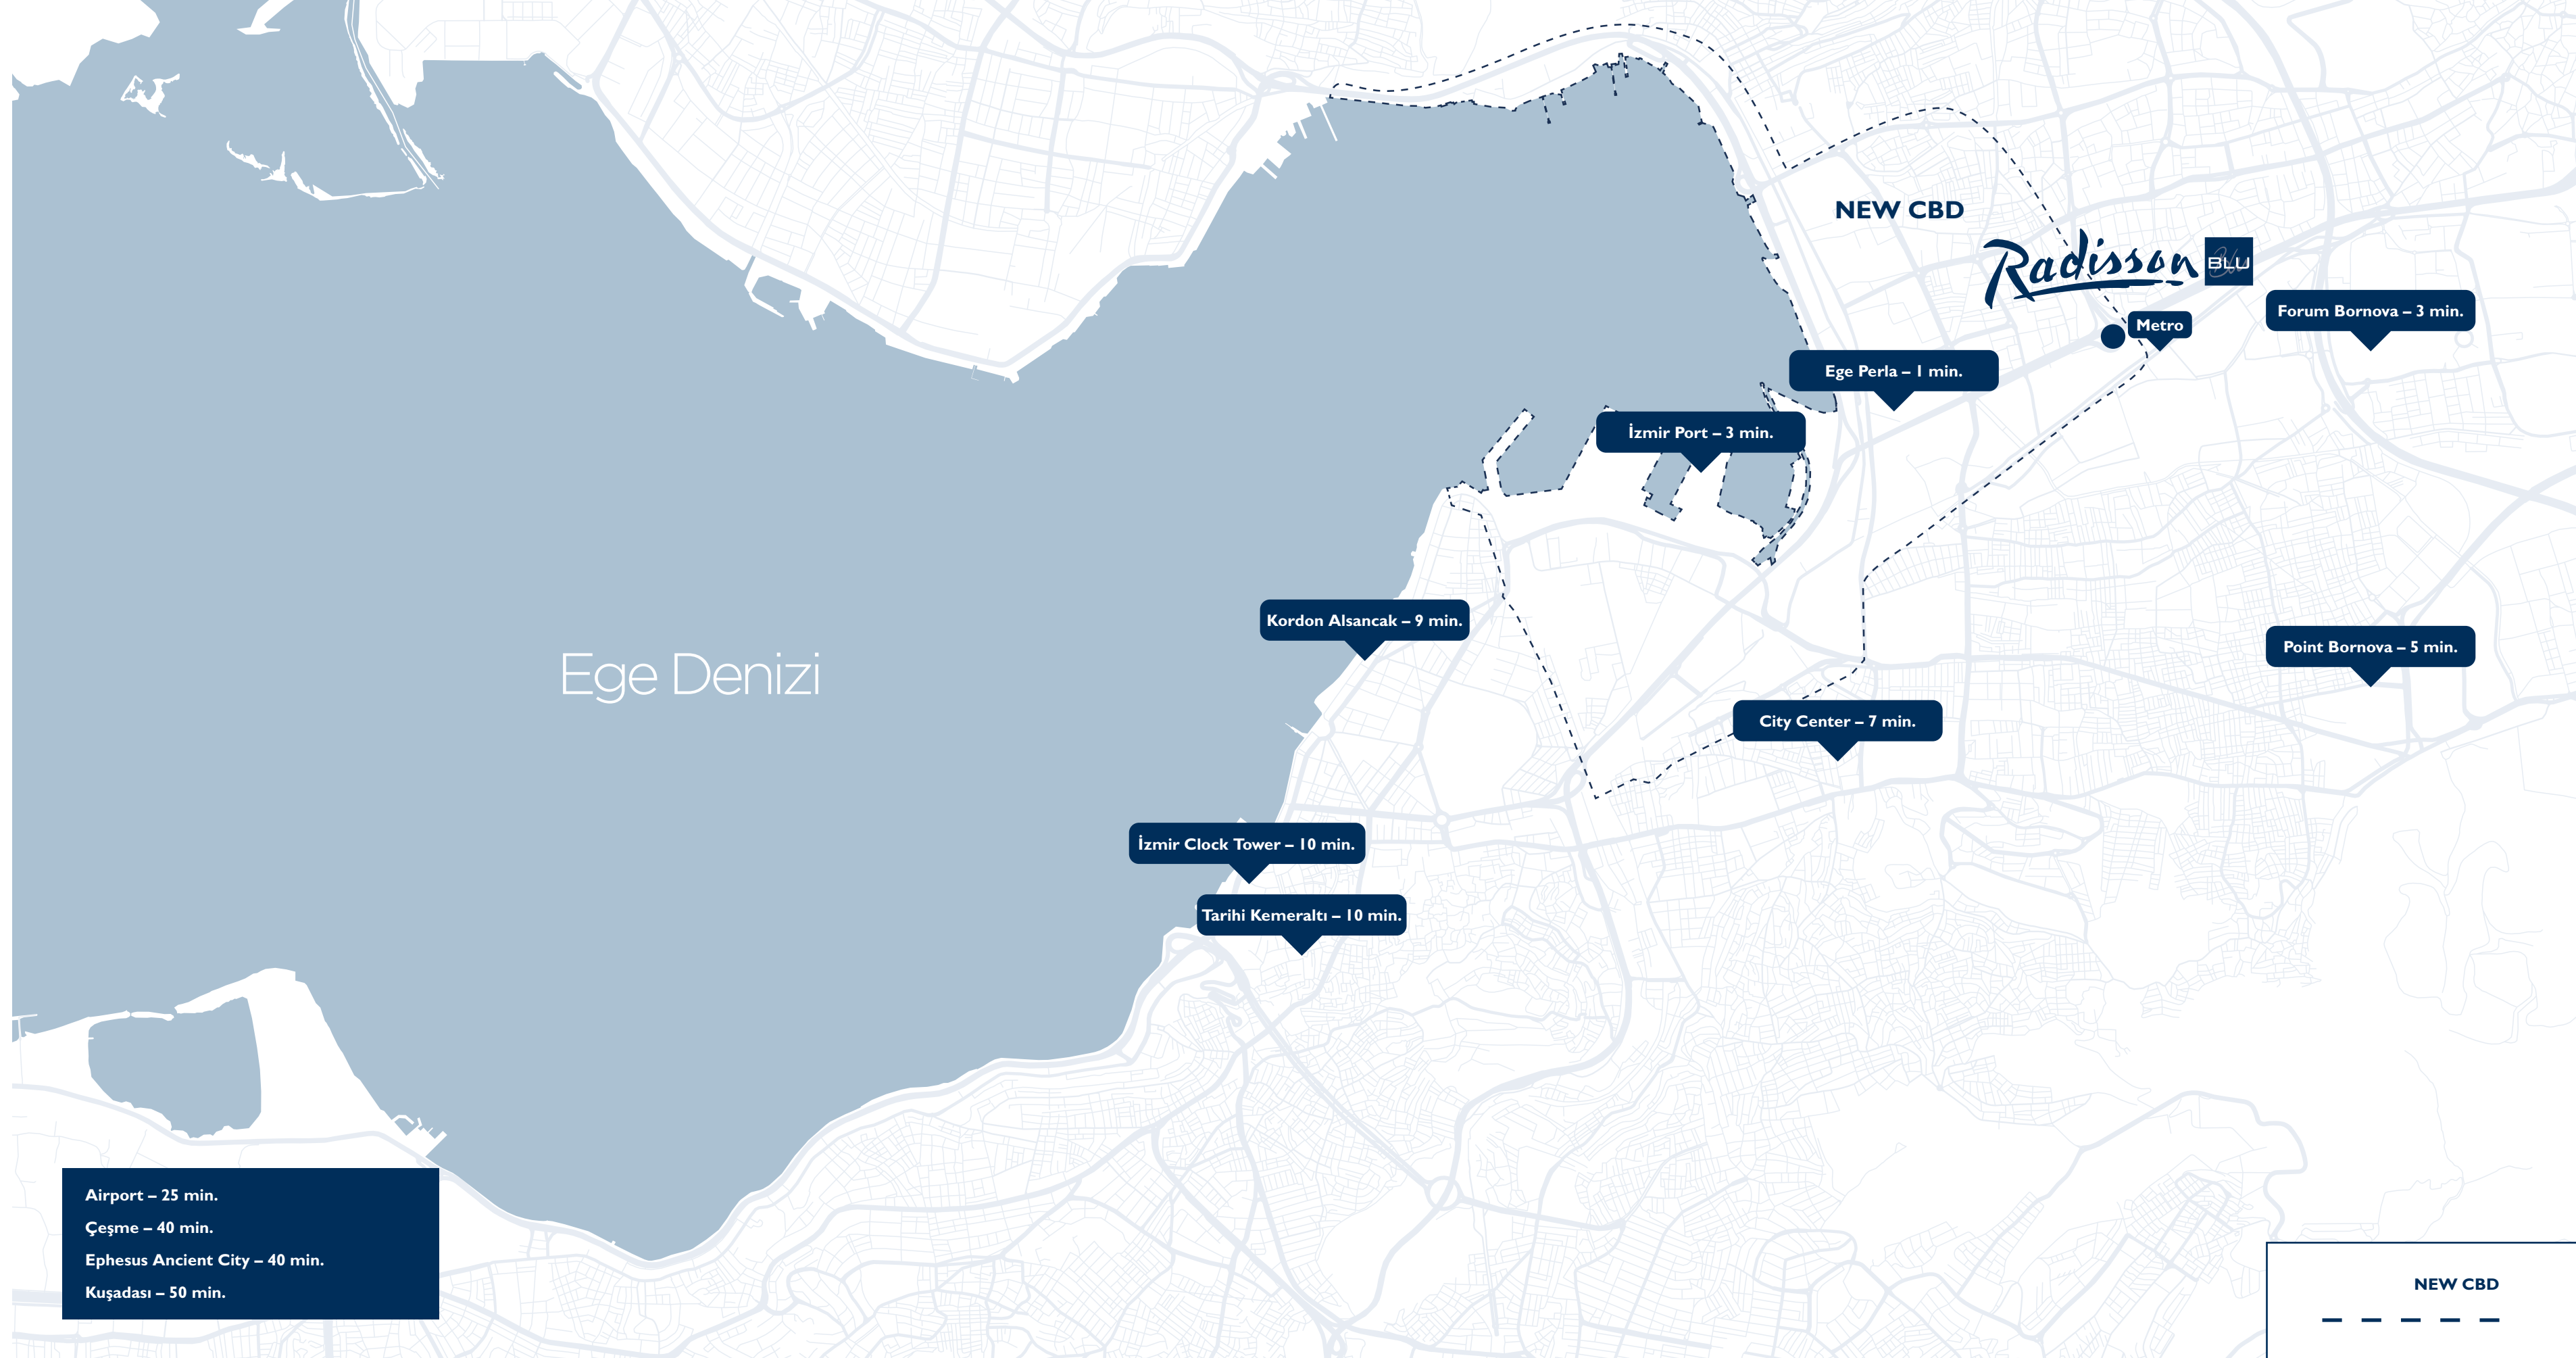 NEW CBD
Radisson
BLU
Forum Bornova – 3 min.
Metro
Ege Perla – 1 min.
İzmir Port – 3 min.
Kordon Alsancak – 9 min.
Point Bornova – 5 min.
Ege Denizi
City Center – 7 min.
İzmir Clock Tower – 10 min.
Tarihi Kemeraltı – 10 min.
Airport – 25 min.
Çeşme – 40 min.
Ephesus Ancient City – 40 min.
Kuşadası – 50 min.
NEW CBD